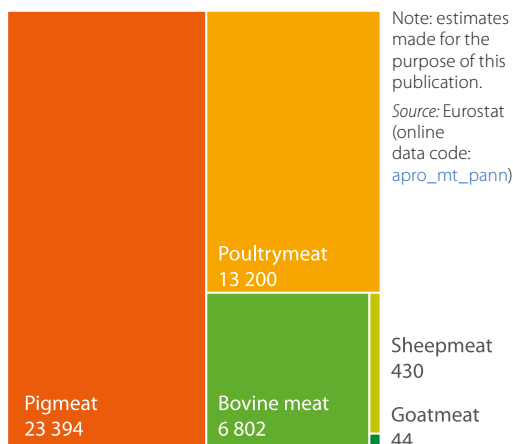 Note: estimates
made for the
purpose of this
publication.
Source: Eurostat
(online
data code:
apro_mt_pann)
Poultrymeat
13 200
Sheepmeat
430
Pigmeat
23 394
Bovine meat
6 802
Goatmeat
44